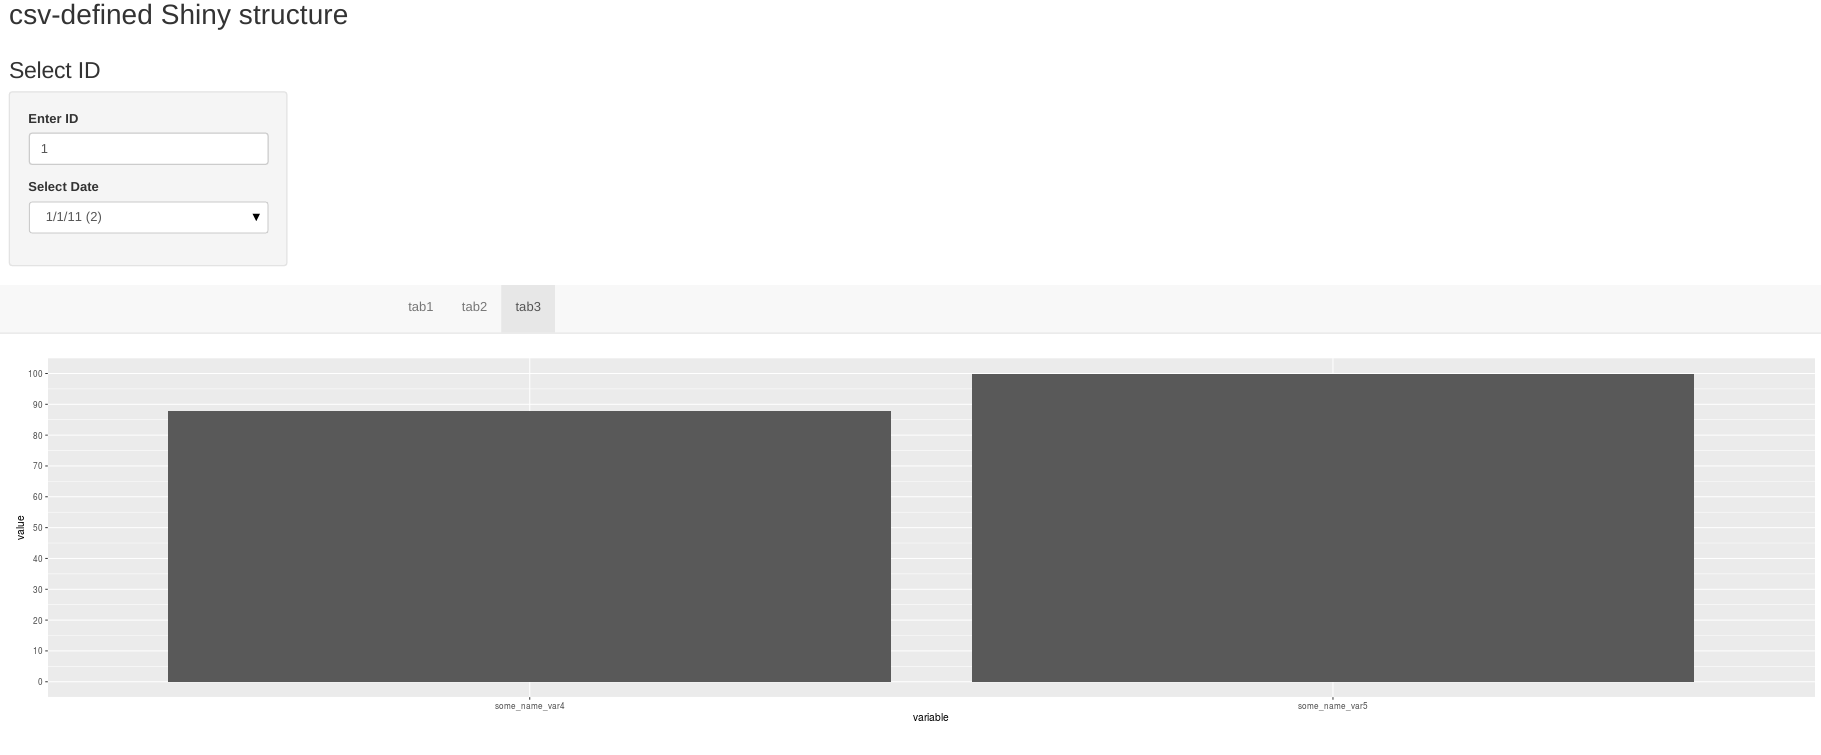 csv-defined Shiny structure
Select ID
Enter ID
1
Select Date
1/1/11 (2)
tab1 tab2 tab3
100
90
80
70
60
50
40
30
20
10
0
value
some_name_var4 some_name_var5
variable